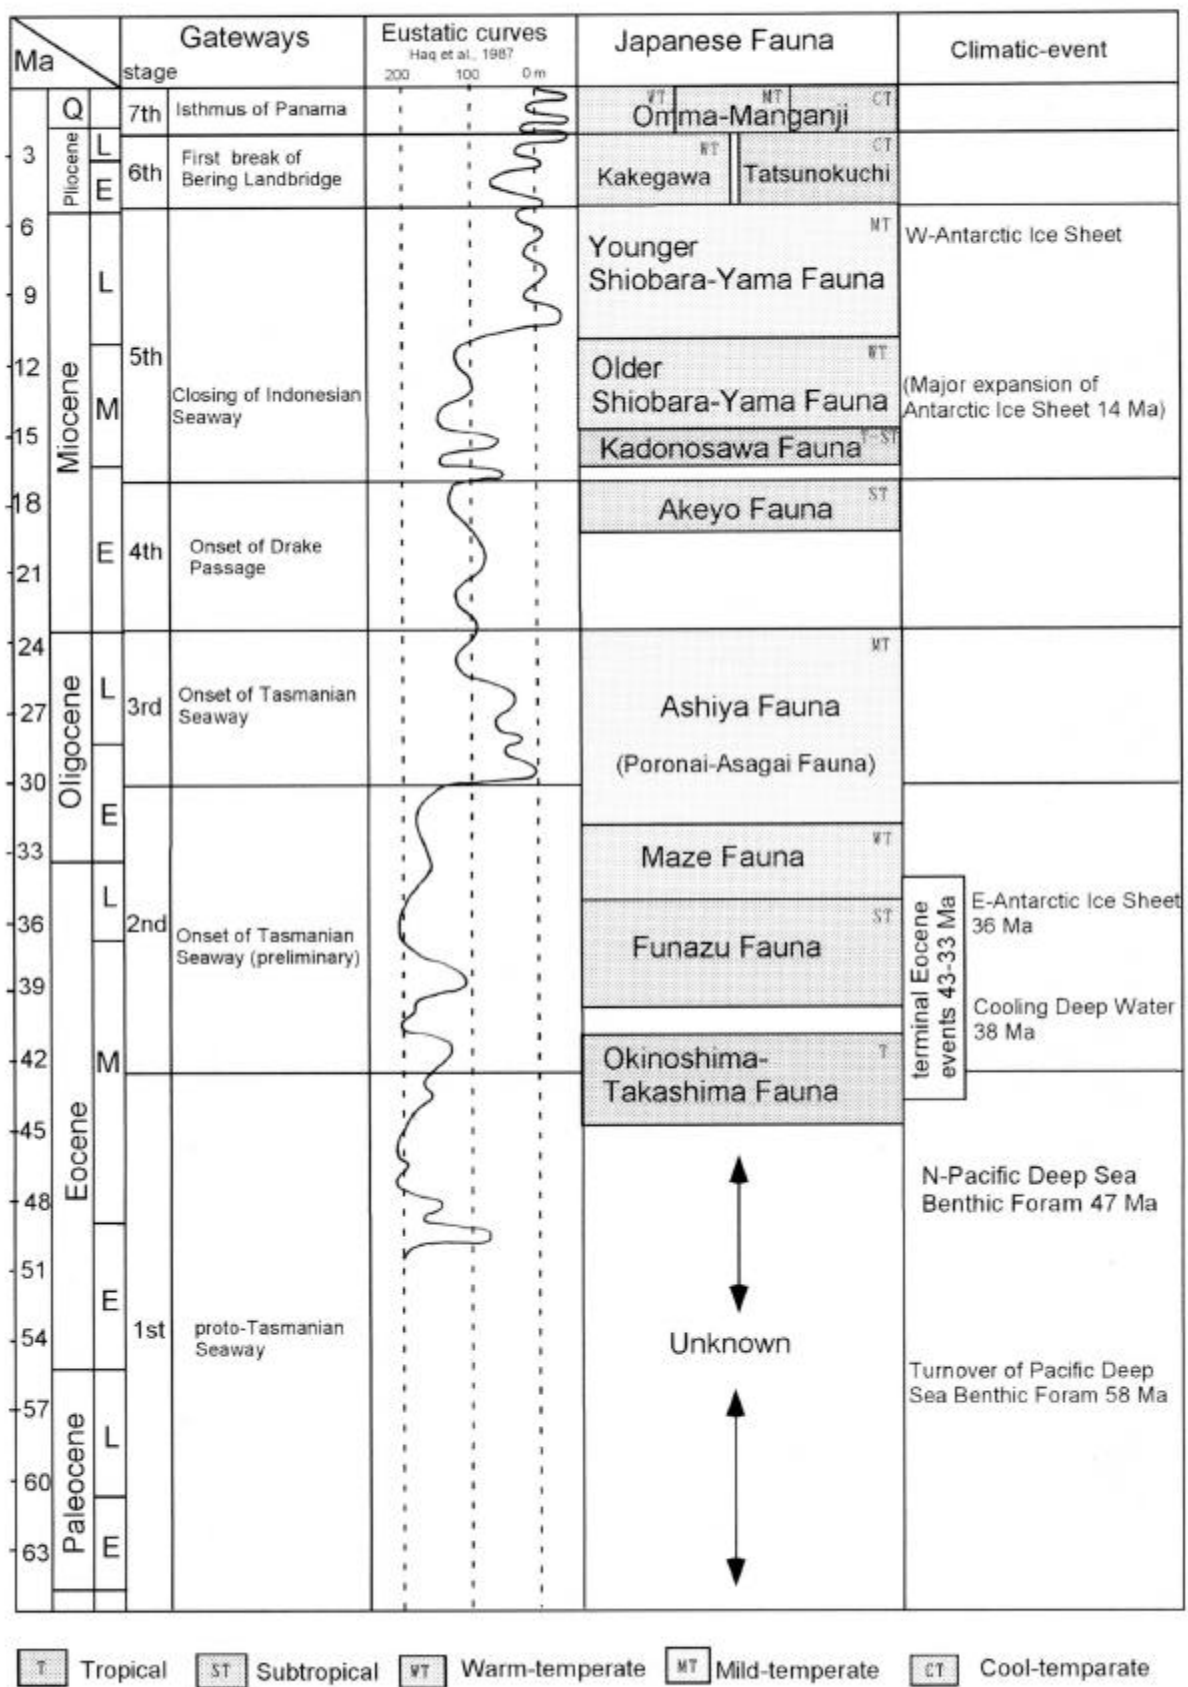 Ma
stage
Gateways
Eustatic curves
Haq et al., 1987
200 100 0 m
Japanese Fauna
Climatic-event
3
6
9
12
15
18
21
24
27
30
33
36
39
42
45
48
51
54
57
60
63
Q
Pliocene
L
E
Miocene
L
M
E
Oligocene
L
E
Eocene
L
M
E
Paleocene
L
E
7th
Isthmus of Panama
6th
First break of
Bering Landbridge
5th
Closing of Indonesian
Seaway
4th
Onset of Drake
Passage
3rd
Onset of Tasmanian
Seaway
2nd
Onset of Tasmanian
Seaway (preliminary)
1st
proto-Tasmanian
Seaway
WT MT CT
Omma-Manganji
WT
Kakegawa
CT
Tatsunokuchi
MT
Younger
Shiobara-Yama Fauna
WT
Older
Shiobara-Yama Fauna
T-ST
Kadonosawa Fauna
ST
Akeyo Fauna
MT
Ashiya Fauna
(Poronai-Asagai Fauna)
WT
Maze Fauna
ST
Funazu Fauna
T
Okinoshima-
Takashima Fauna
Unknown
W-Antarctic Ice Sheet
(Major expansion of
Antarctic Ice Sheet 14 Ma)
terminal Eocene
events 43-33 Ma
E-Antarctic Ice Sheet
36 Ma
Cooling Deep Water
38 Ma
N-Pacific Deep Sea
Benthic Foram 47 Ma
Turnover of Pacific Deep
Sea Benthic Foram 58 Ma
T Tropical ST Subtropical WT Warm-temperate MT Mild-temperate CT Cool-temparate